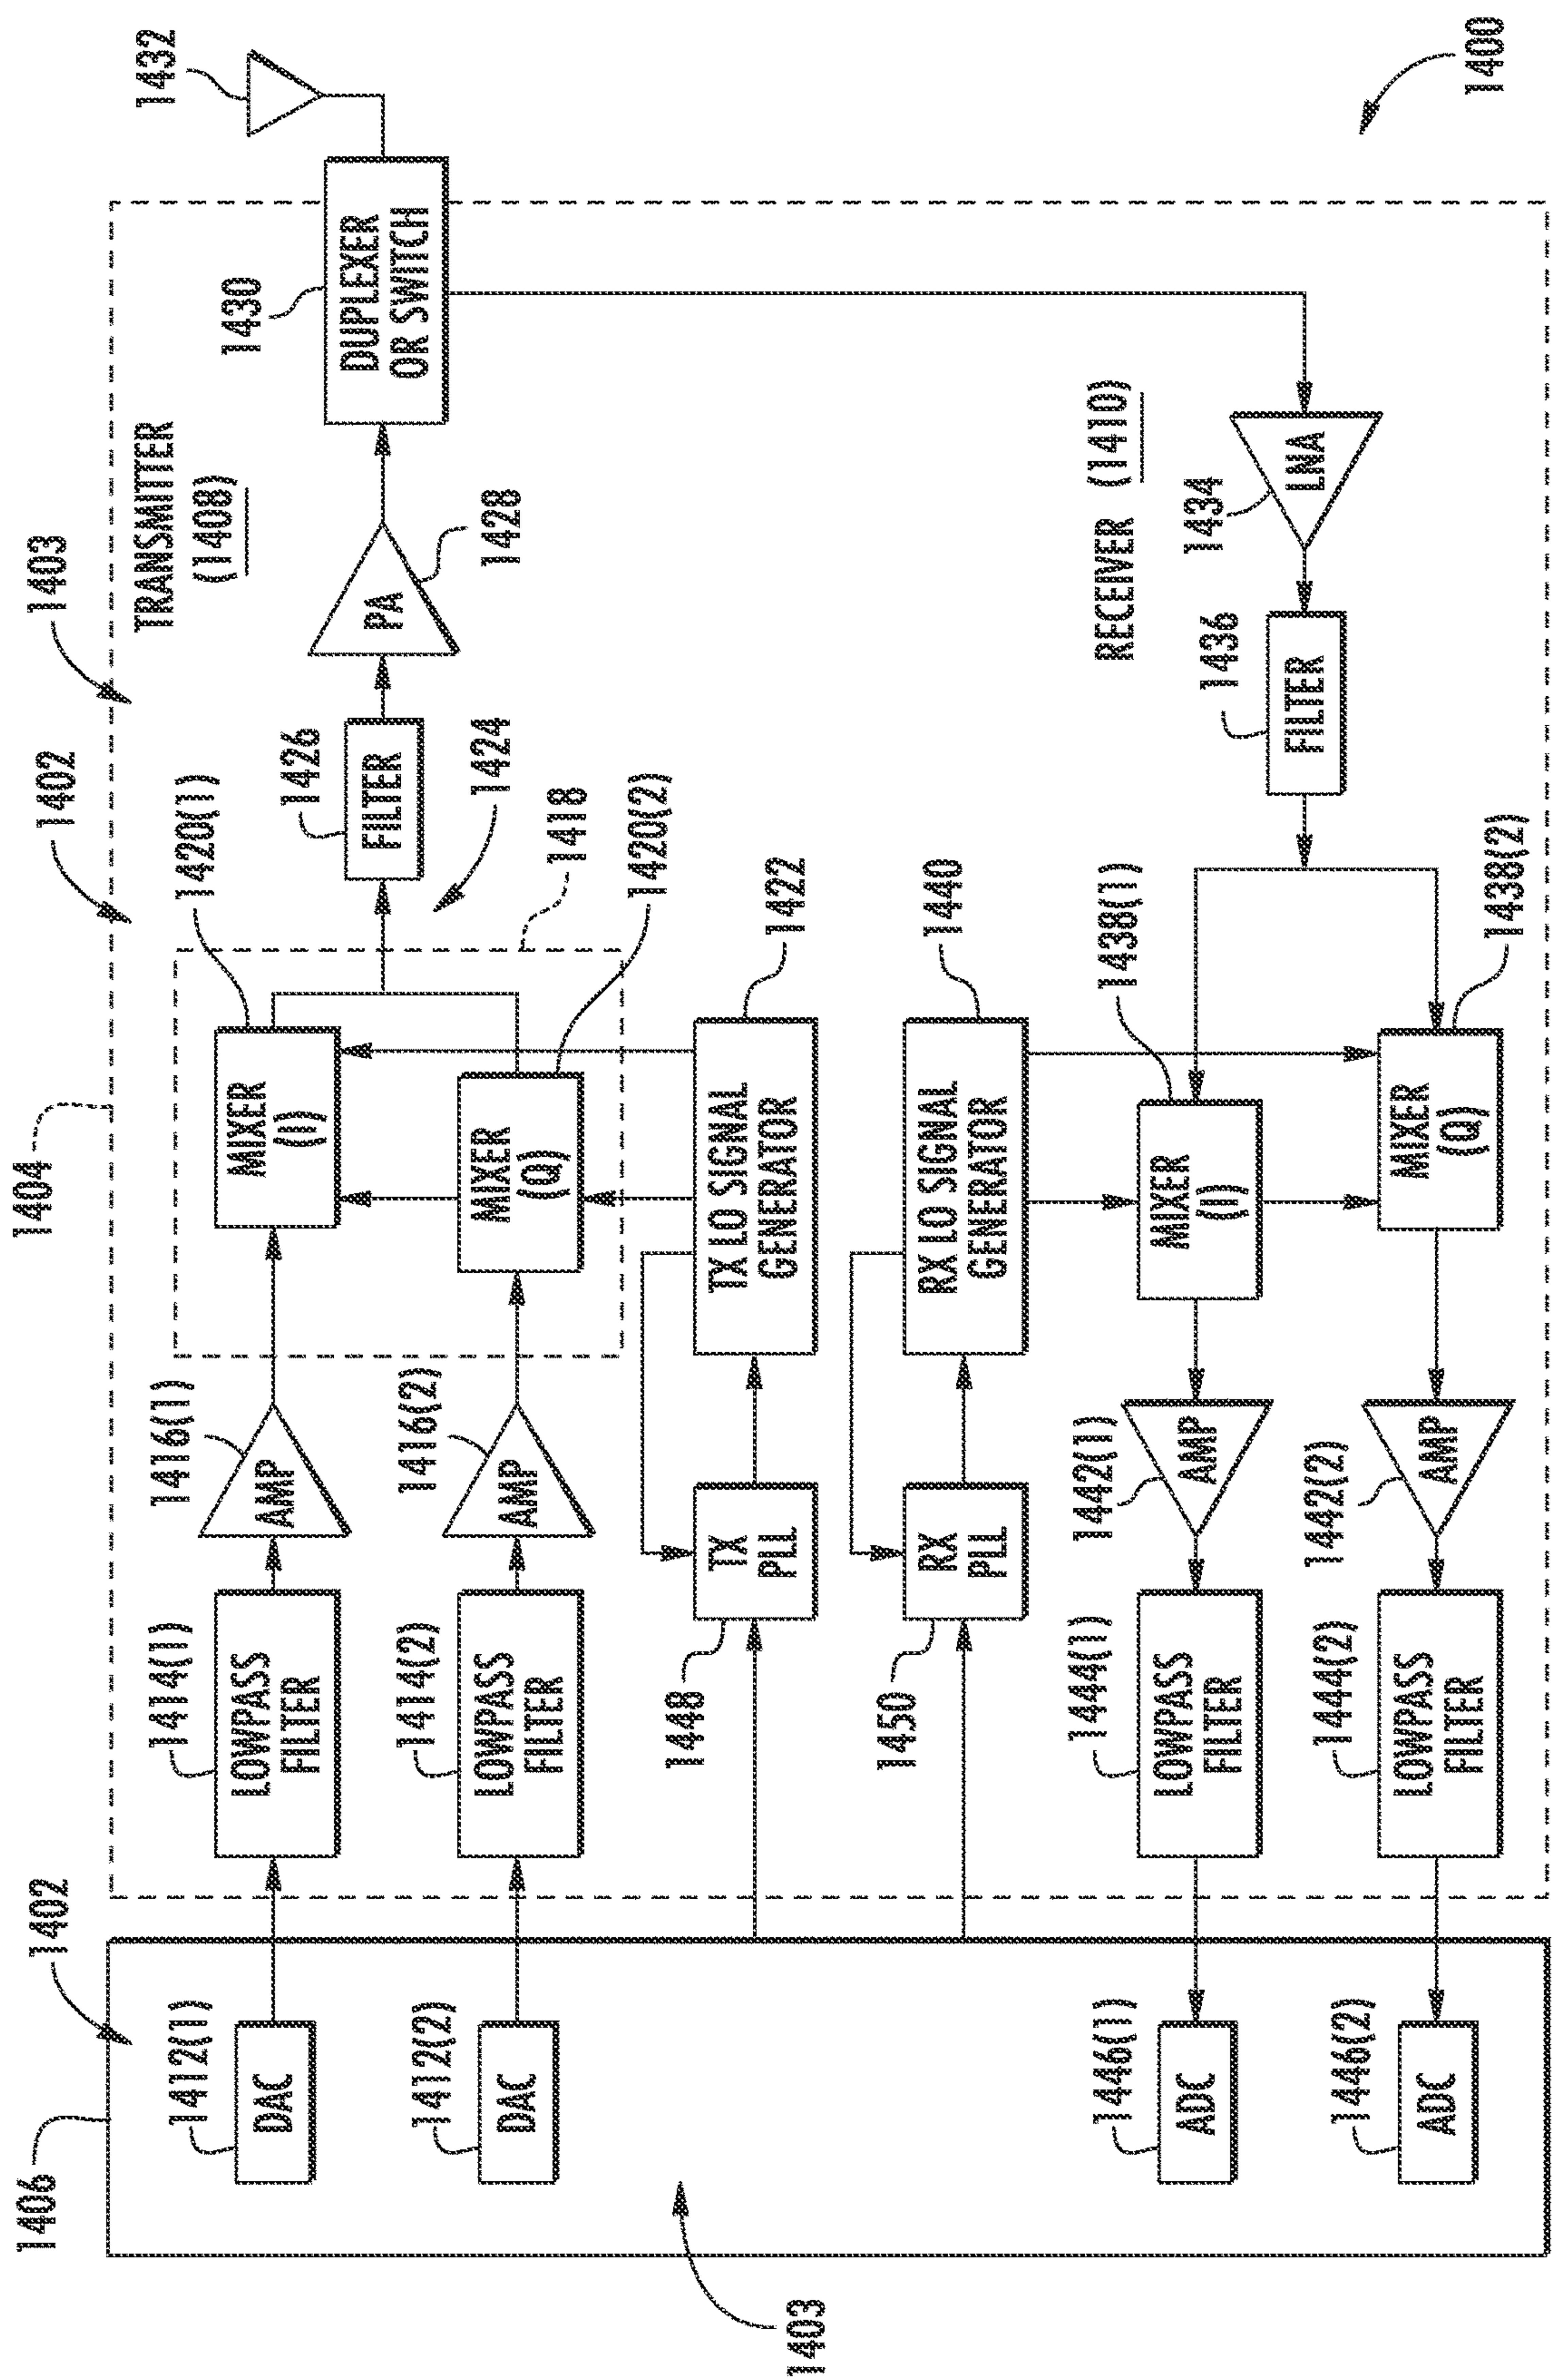 1400
1406
1402
1404
1402
1403
1403
TRANSMITTER
(1408)
1412(1)
DAC
1414(1)
LOWPASS
FILTER
1416(1)
AMP
1420(1)
MIXER
(I)
1412(2)
DAC
1414(2)
LOWPASS
FILTER
1416(2)
AMP
MIXER
(Q)
1420(2)
1418
1424
1426
FILTER
PA
1428
1430
DUPLEXER
OR SWITCH
1432
1448
TX
PLL
TX LO SIGNAL
GENERATOR
1422
1450
RX
PLL
RX LO SIGNAL
GENERATOR
1440
RECEIVER (1410)
1446(1)
ADC
1444(1)
LOWPASS
FILTER
1442(1)
AMP
1438(1)
MIXER
(I)
1436
FILTER
1434
LNA
1446(2)
ADC
1444(2)
LOWPASS
FILTER
1442(2)
AMP
MIXER
(Q)
1438(2)